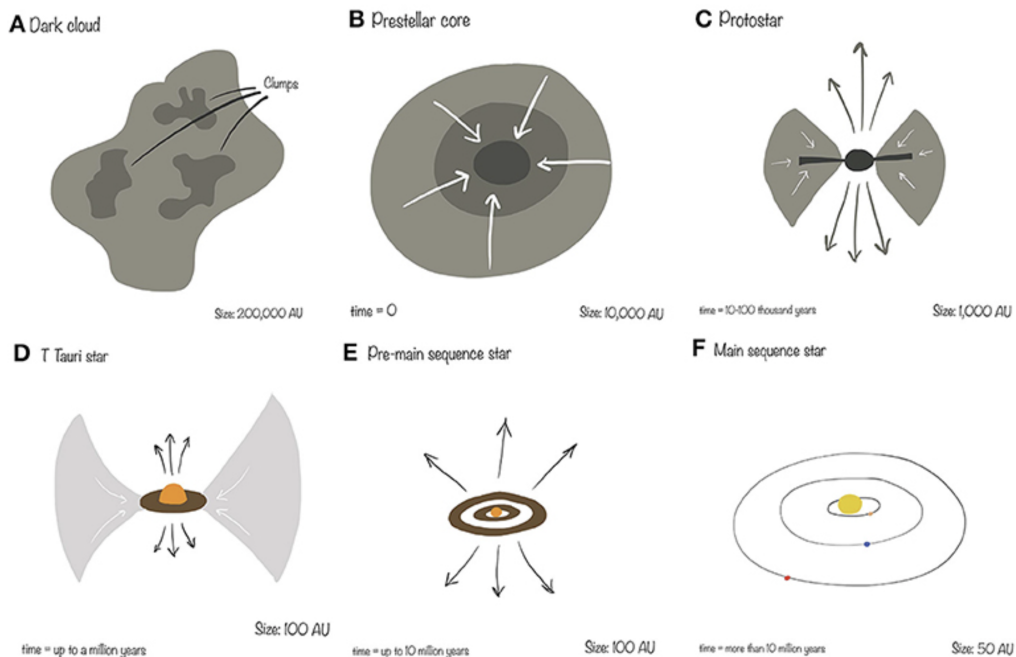 A Dark cloud
Clumps
Size: 200,000 AU
B Prestellar core
time = 0
Size: 10,000 AU
C Protostar
time = 10-100 thousand years
Size: 1,000 AU
D T Tauri star
time = up to a million years
Size: 100 AU
E Pre-main sequence star
time = up to 10 million years
Size: 100 AU
F Main sequence star
time = more than 10 million years
Size: 50 AU